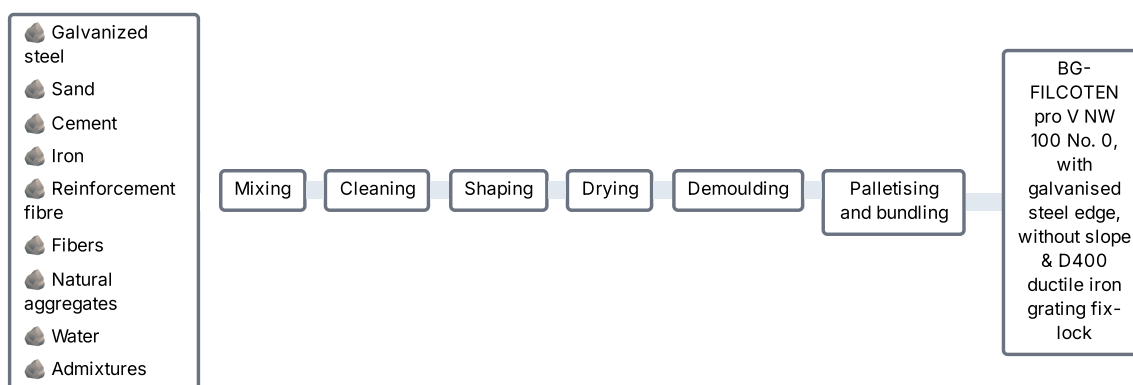 Galvanized
steel
Sand
Cement
Iron
Reinforcement
fibre
Fibers
Natural
aggregates
Water
Admixtures
Mixing
Cleaning
Shaping
Drying
Demoulding
Palletising
and bundling
BG-
FILCOTEN
pro V NW
100 No. 0,
with
galvanised
steel edge,
without slope
& D400
ductile iron
grating fix-
lock